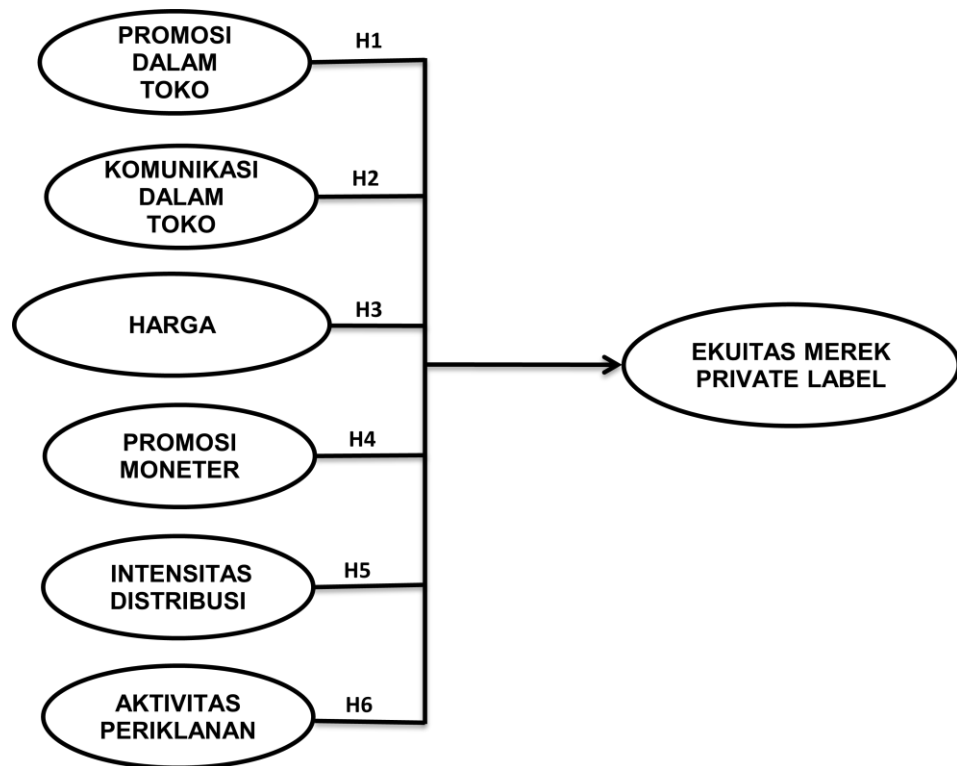 PROMOSI
DALAM
TOKO
H1
KOMUNIKASI
DALAM
TOKO
H2
HARGA
H3
EKUITAS MEREK
PRIVATE LABEL
PROMOSI
MONETER
H4
INTENSITAS
DISTRIBUSI
H5
AKTIVITAS
PERIKLANAN
H6